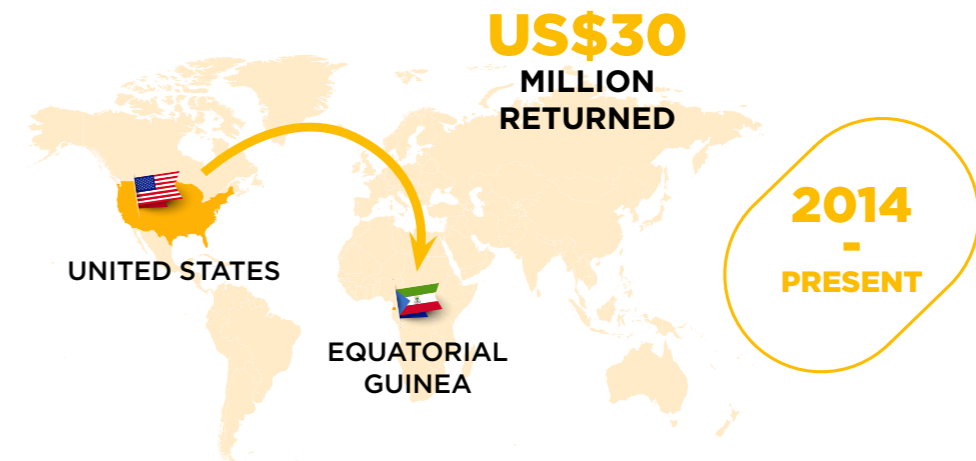 US$30
MILLION
RETURNED
2014
-
PRESENT
UNITED STATES
EQUATORIAL
GUINEA